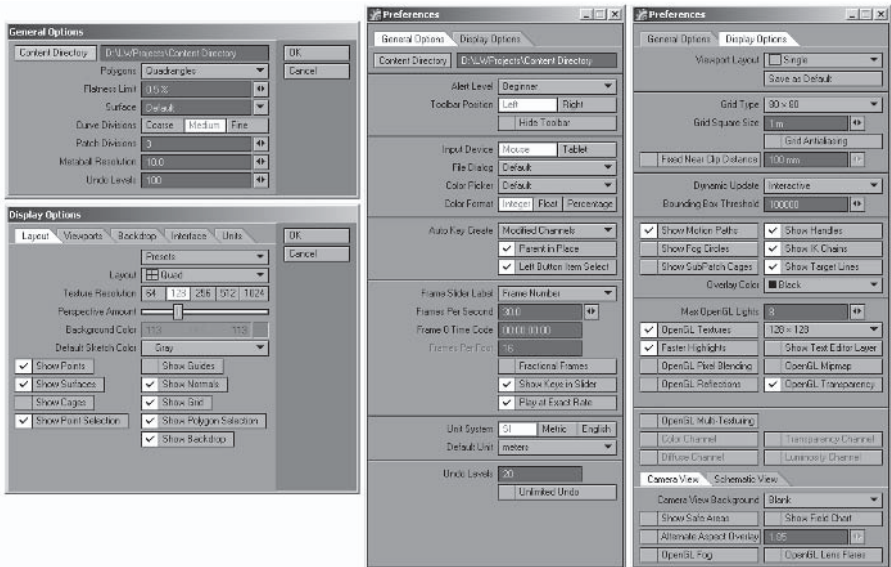 General Options
Content Directory D:\LW\Projects\Content Directory OK
Polygons Quadrangles Cancel
Flatness Limit 0.5 %
Surface Default
Curve Divisions Coarse Medium Fine
Patch Divisions 3
Metaball Resolution 10.0
Undo Levels 100
Display Options
Layout Viewports Backdrop Interface Units OK
Presets Cancel
Layout Quad
Texture Resolution 64 128 256 512 1024
Perspective Amount
Background Color 113 113
Default Sketch Color Gray
Show Points Show Guides
Show Surfaces Show Normals
Show Cages Show Grid
Show Point Selection Show Polygon Selection
Show Backdrop
Preferences
General Options Display Options
Content Directory D:\LW\Projects\Content Directory
Alert Level Beginner
Toolbar Position Left Right
Hide Toolbar
Input Device Mouse Tablet
File Dialog Default
Color Picker Default
Color Format Integer Float Percentage
Auto Key Create Modified Channels
Parent in Place
Left Button Item Select
Frame Slider Label Frame Number
Frames Per Second 30.0
Frame 0 Time Code 00:00:00:00
Frames Per Foot 16
Fractional Frames
Show Keys in Slider
Play at Exact Rate
Unit System SI Metric English
Default Unit meters
Undo Levels 20
Unlimited Undo
Preferences
General Options Display Options
Viewport Layout Single
Save as Default
Grid Type 80 × 80
Grid Square Size 1 m
Grid Antialiasing
Fixed Near Clip Distance 100 mm
Dynamic Update Interactive
Bounding Box Threshold 100000
Show Motion Paths Show Handles
Show Fog Circles Show IK Chains
Show SubPatch Cages Show Target Lines
Overlay Color Black
Max OpenGL Lights 8
OpenGL Textures 128 × 128
Faster Highlights Show Text Editor Layer
OpenGL Pixel Blending OpenGL Mipmap
OpenGL Reflections OpenGL Transparency
OpenGL Multi-Texturing
Color Channel Transparency Channel
Diffuse Channel Luminosity Channel
Camera View Schematic View
Camera View Background Blank
Show Safe Areas Show Field Chart
Alternate Aspect Overlay 1.85
OpenGL Fog OpenGL Lens Flares